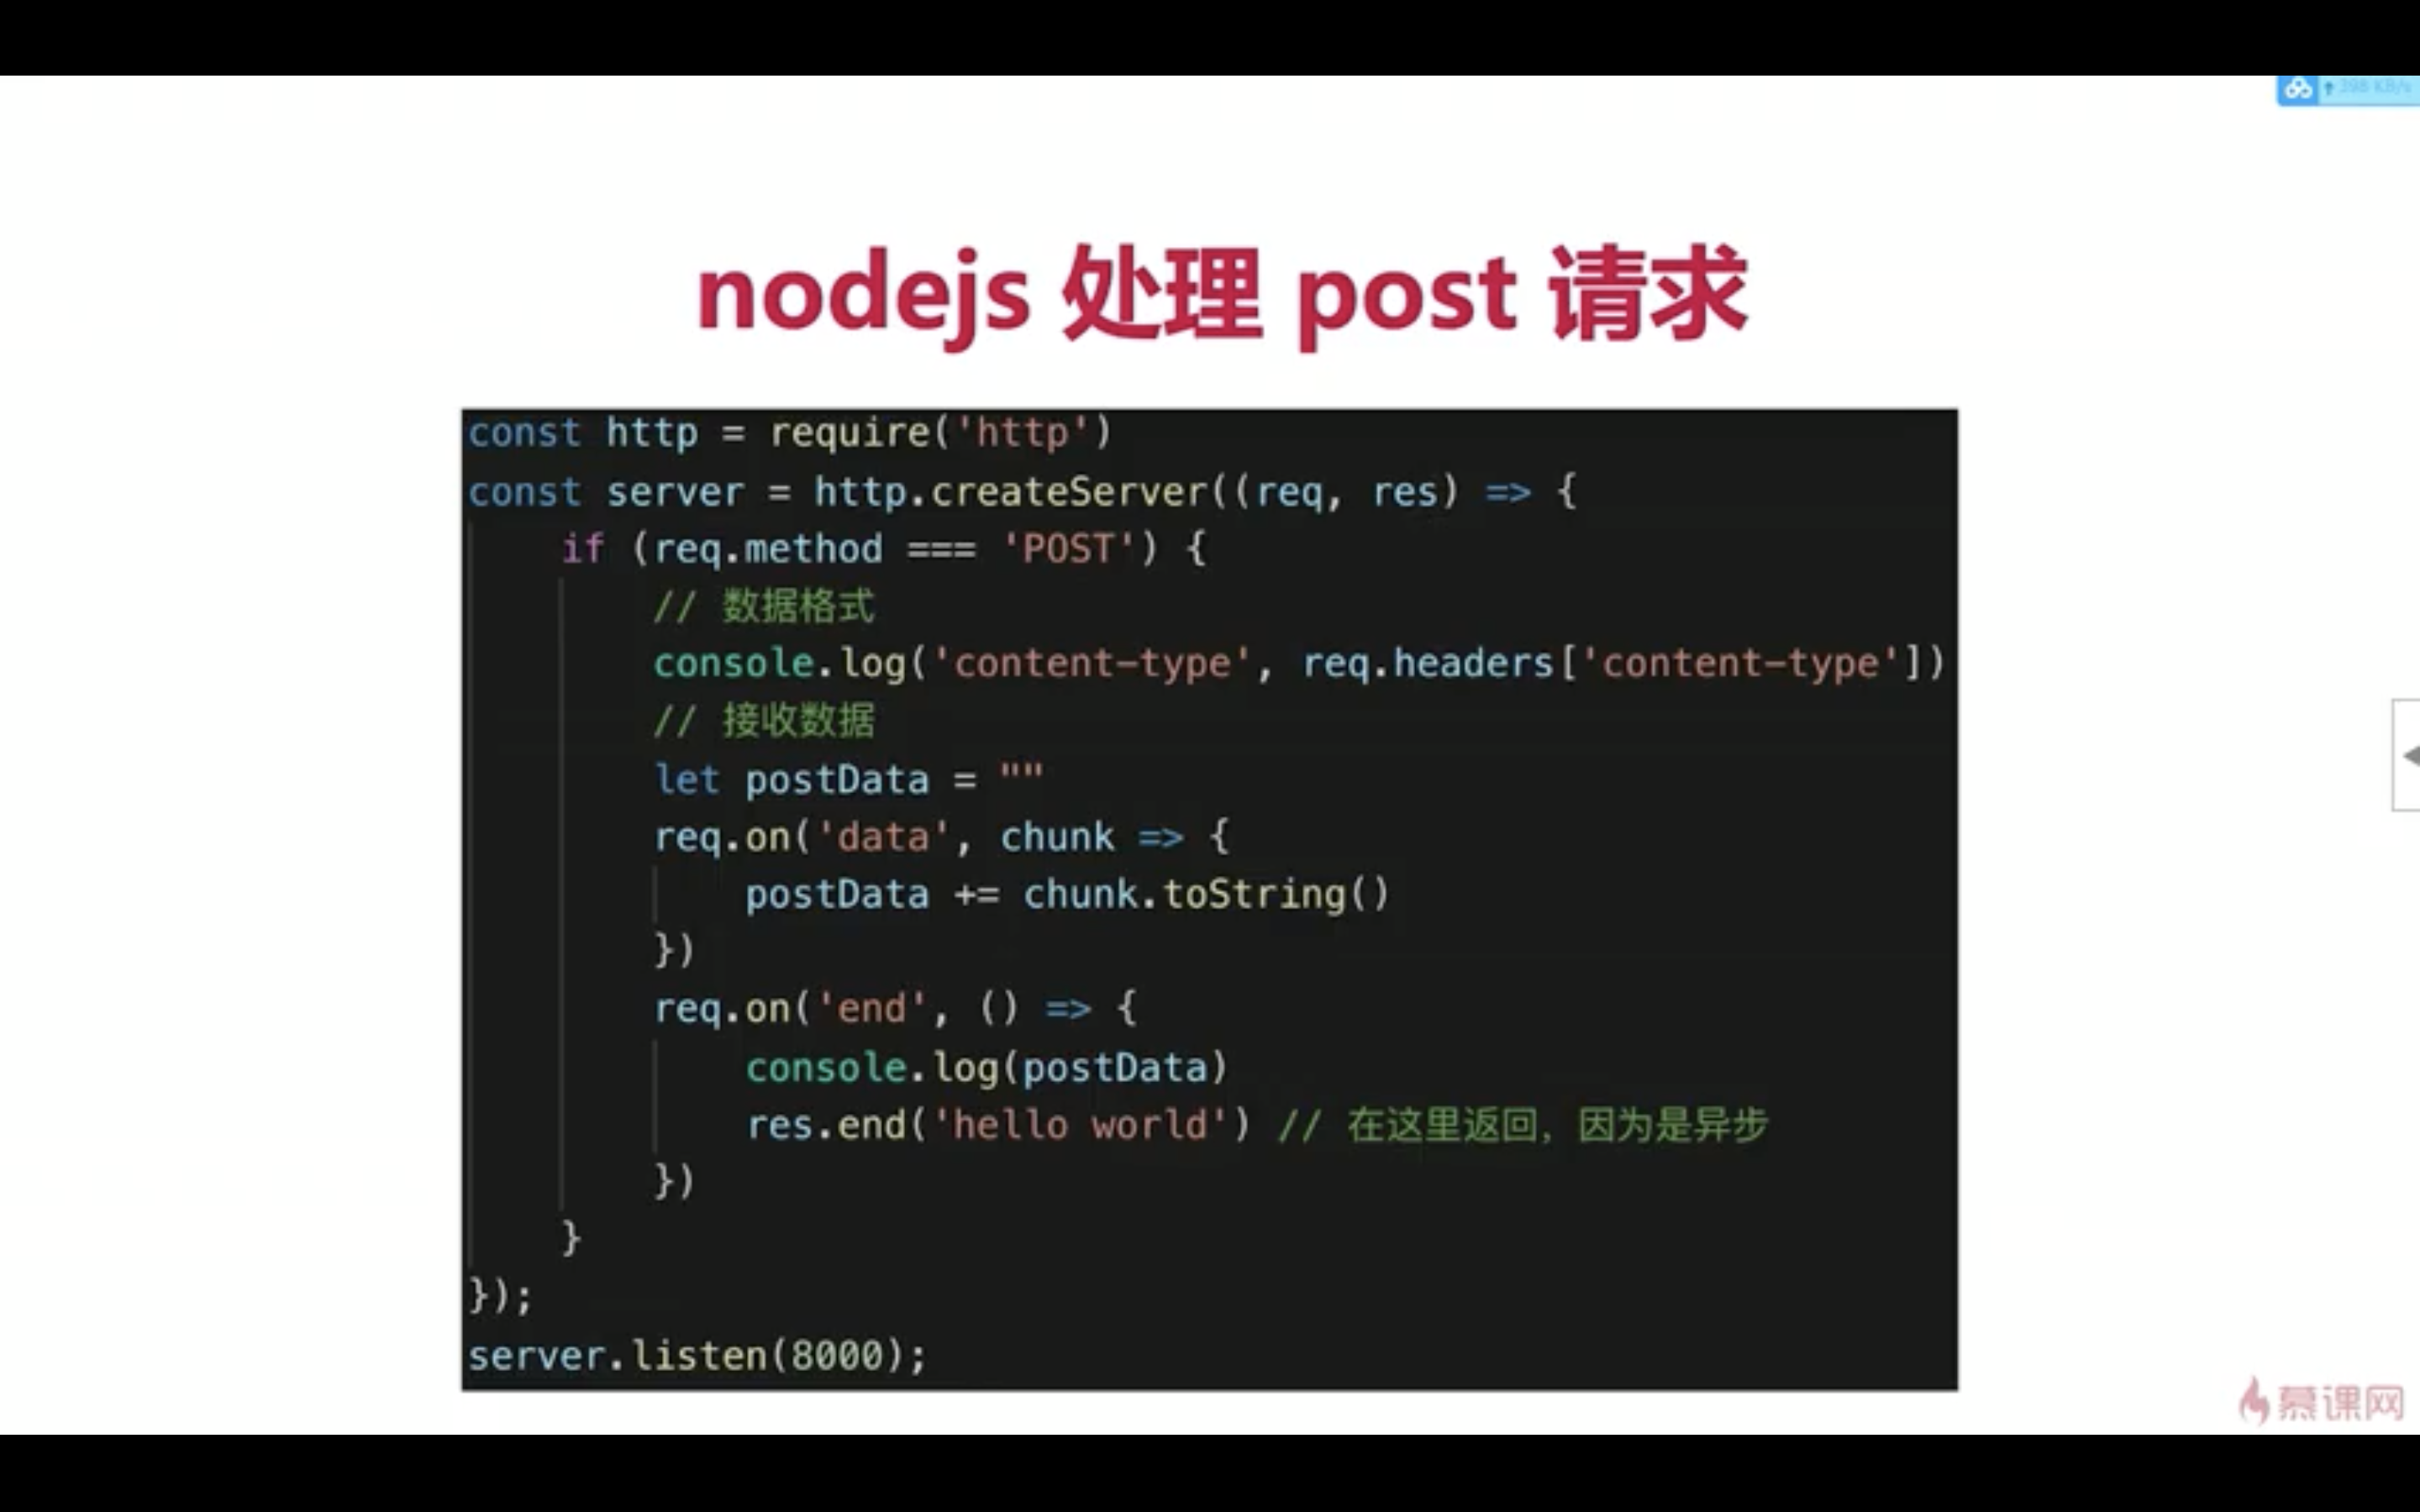 398 KB/s
nodejs 处理 post 请求
const http = require('http')
const server = http.createServer((req, res) => {
    if (req.method === 'POST') {
        // 数据格式
        console.log('content-type', req.headers['content-type'])
        // 接收数据
        let postData = ""
        req.on('data', chunk => {
            postData += chunk.toString()
        })
        req.on('end', () => {
            console.log(postData)
            res.end('hello world') // 在这里返回，因为是异步
        })
    }
});
server.listen(8000);
慕课网